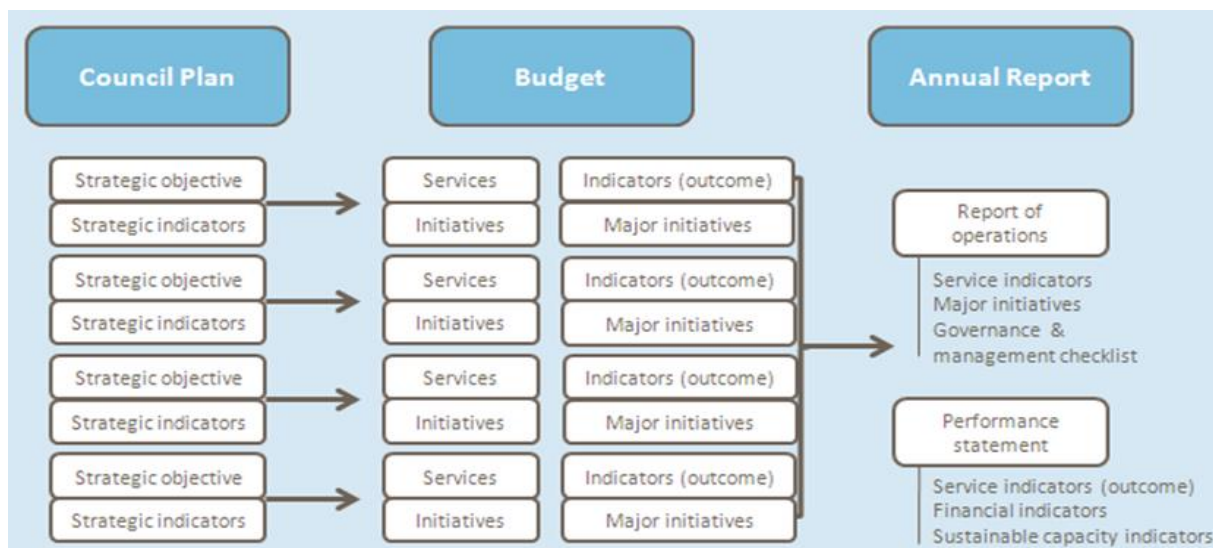 Council Plan
Budget
Annual Report
Strategic objective
Strategic indicators
Strategic objective
Strategic indicators
Strategic objective
Strategic indicators
Strategic objective
Strategic indicators
Services
Initiatives
Services
Initiatives
Services
Initiatives
Services
Initiatives
Indicators (outcome)
Major initiatives
Indicators (outcome)
Major initiatives
Indicators (outcome)
Major initiatives
Indicators (outcome)
Major initiatives
Report of
operations
Service indicators
Major initiatives
Governance &
management checklist
Performance
statement
Service indicators (outcome)
Financial indicators
Sustainable capacity indicators